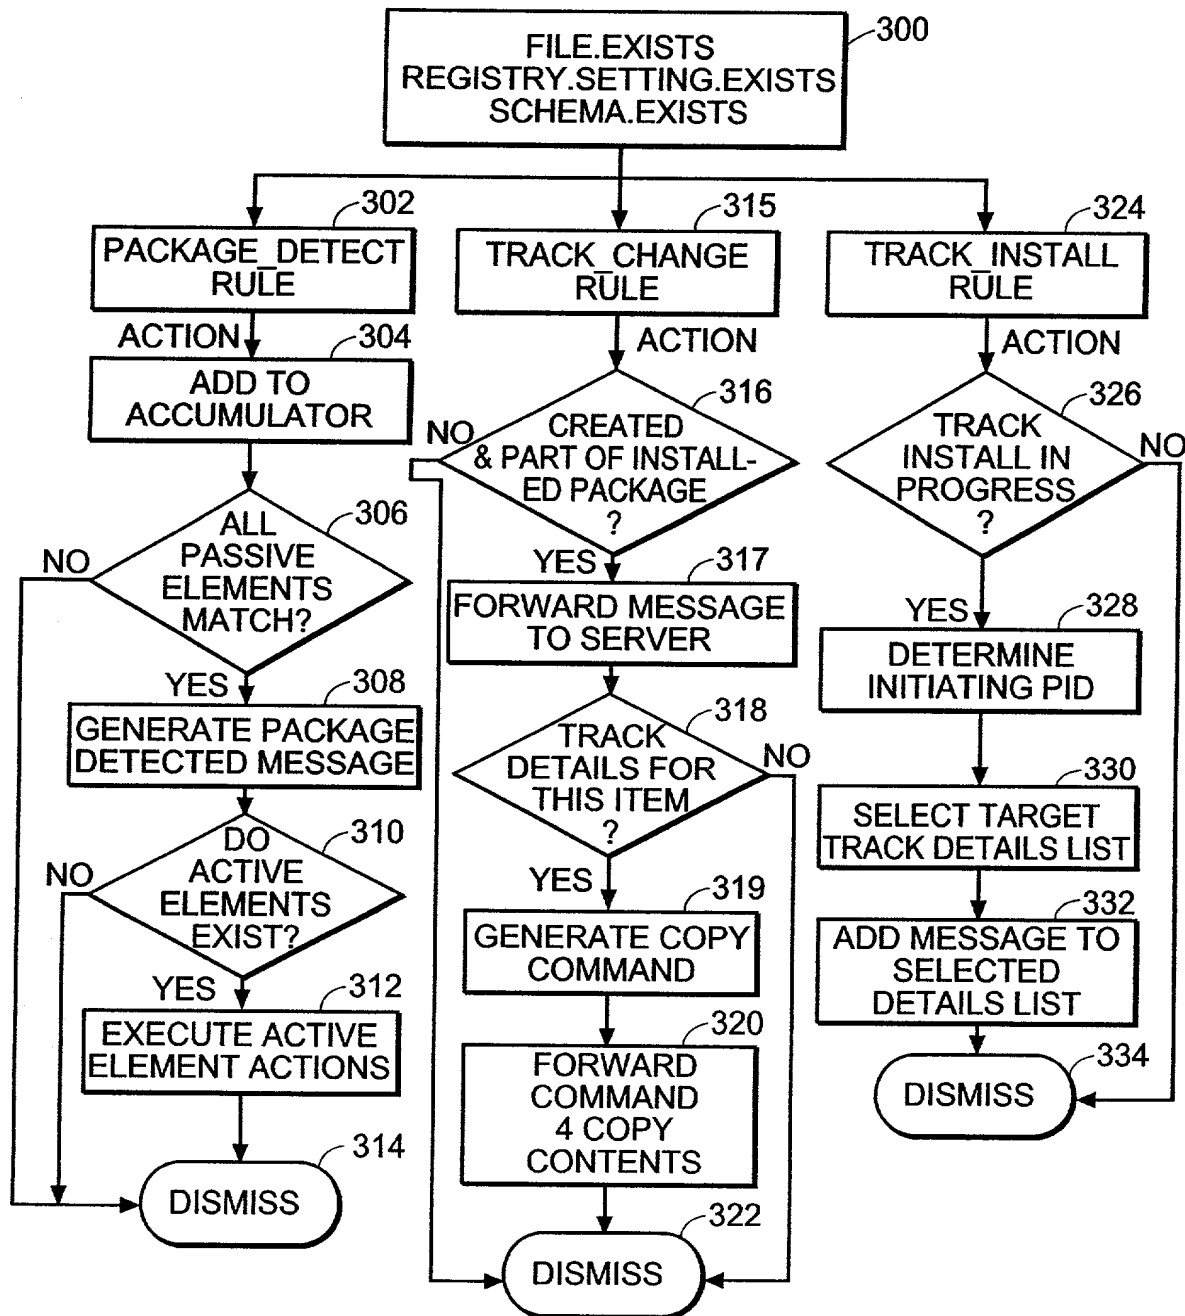 300
FILE.EXISTS
REGISTRY.SETTING.EXISTS
SCHEMA.EXISTS
302
PACKAGE_DETECT
RULE
ACTION
304
ADD TO
ACCUMULATOR
306
ALL
PASSIVE
ELEMENTS
MATCH?
NO
YES
308
GENERATE PACKAGE
DETECTED MESSAGE
310
DO
ACTIVE
ELEMENTS
EXIST?
NO
YES
312
EXECUTE ACTIVE
ELEMENT ACTIONS
314
DISMISS
315
TRACK_CHANGE
RULE
ACTION
316
CREATED
& PART OF INSTALL-
ED PACKAGE
?
NO
YES
317
FORWARD MESSAGE
TO SERVER
318
TRACK
DETAILS FOR
THIS ITEM
?
NO
YES
319
GENERATE COPY
COMMAND
320
FORWARD
COMMAND
4 COPY
CONTENTS
322
DISMISS
324
TRACK_INSTALL
RULE
ACTION
326
TRACK
INSTALL IN
PROGRESS
?
NO
YES
328
DETERMINE
INITIATING PID
330
SELECT TARGET
TRACK DETAILS LIST
332
ADD MESSAGE TO
SELECTED
DETAILS LIST
334
DISMISS